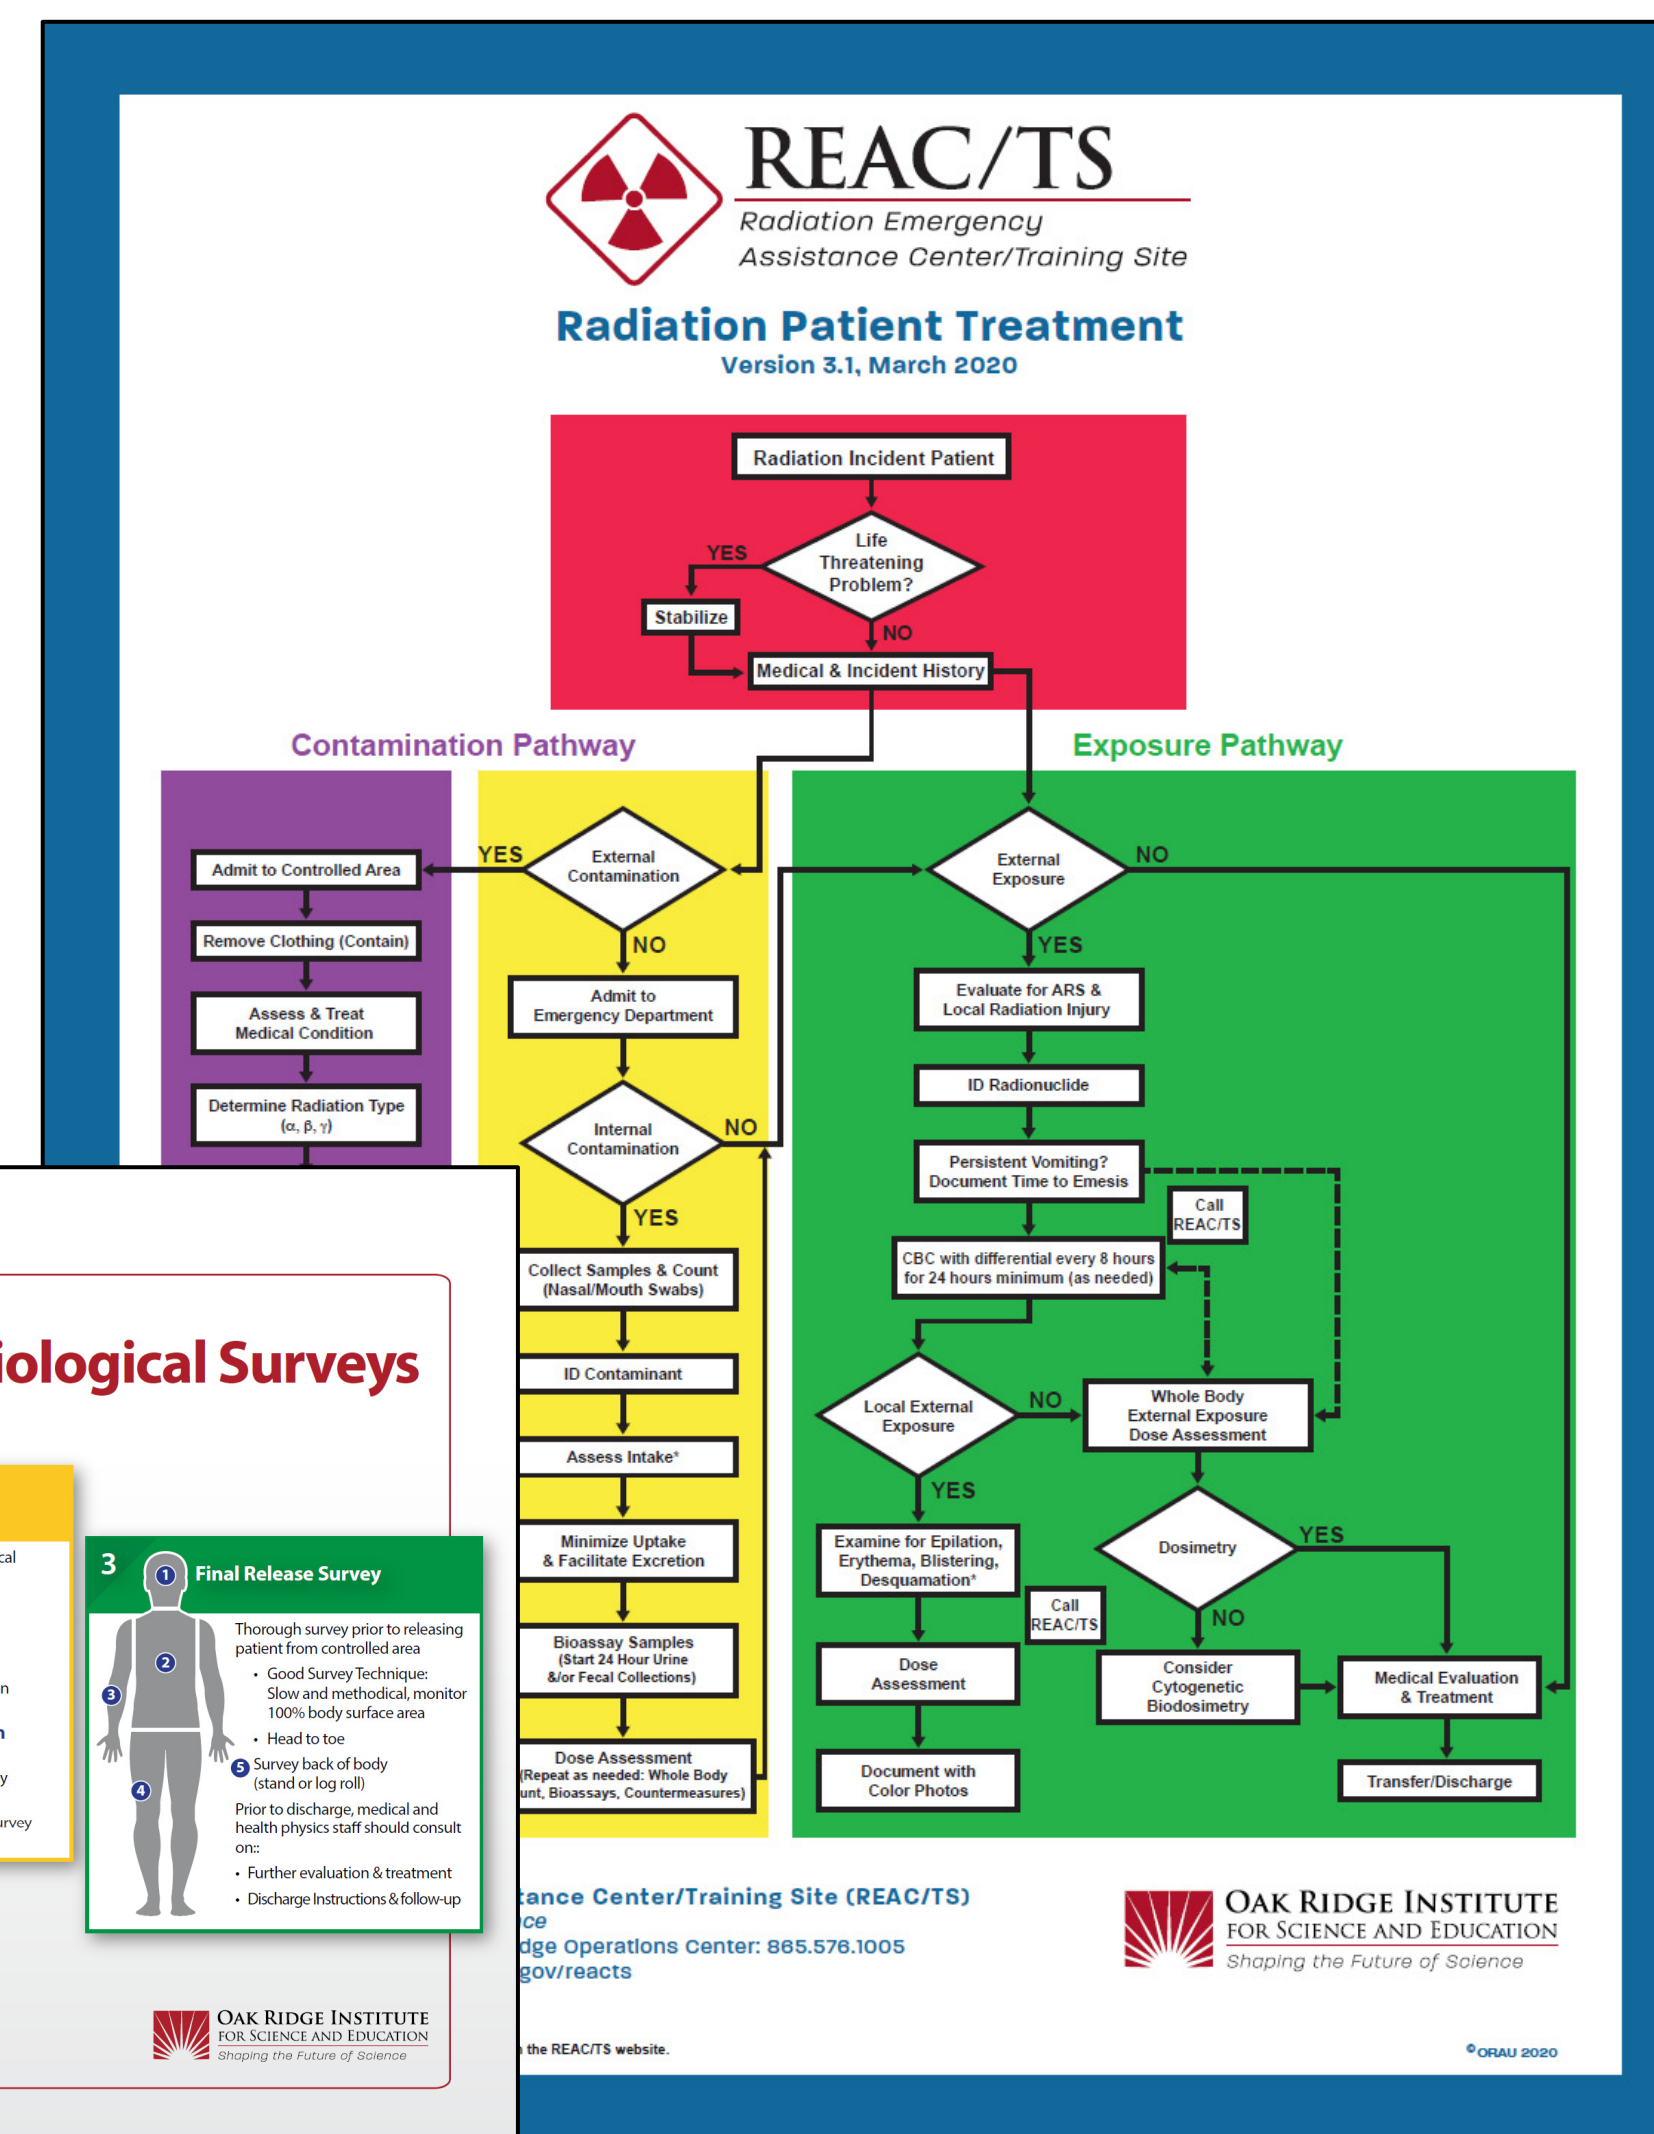 REAC/TS
Radiation Emergency
Assistance Center/Training Site
Radiation Patient Treatment
Version 3.1, March 2020
Radiation Incident Patient
Life
Threatening
Problem?
YES
Stabilize
NO
Medical & Incident History
Contamination Pathway
Exposure Pathway
Admit to Controlled Area
Remove Clothing (Contain)
Assess & Treat
Medical Condition
Determine Radiation Type
(α, β, γ)
YES
External
Contamination
NO
Admit to
Emergency Department
Internal
Contamination
NO
YES
Collect Samples & Count
(Nasal/Mouth Swabs)
ID Contaminant
Assess Intake*
Minimize Uptake
& Facilitate Excretion
Bioassay Samples
(Start 24 Hour Urine
&/or Fecal Collections)
Dose Assessment
(Repeat as needed: Whole Body
unt, Bioassays, Countermeasures)
External
Exposure
NO
YES
Evaluate for ARS &
Local Radiation Injury
ID Radionuclide
Persistent Vomiting?
Document Time to Emesis
Call
REAC/TS
CBC with differential every 8 hours
for 24 hours minimum (as needed)
Local External
Exposure
NO
Whole Body
External Exposure
Dose Assessment
YES
Examine for Epilation,
Erythema, Blistering,
Desquamation*
Call
REAC/TS
Dose
Assessment
Document with
Color Photos
Dosimetry
YES
NO
Consider
Cytogenetic
Biodosimetry
Medical Evaluation
& Treatment
Transfer/Discharge
iological Surveys
cal
n
n
y
urvey
3
1
Final Release Survey
2
3
4
Thorough survey prior to releasing
patient from controlled area
• Good Survey Technique:
Slow and methodical, monitor
100% body surface area
• Head to toe
5 Survey back of body
(stand or log roll)
Prior to discharge, medical and
health physics staff should consult
on::
• Further evaluation & treatment
• Discharge Instructions & follow-up
OAK RIDGE INSTITUTE
FOR SCIENCE AND EDUCATION
Shaping the Future of Science
tance Center/Training Site (REAC/TS)
ce
dge Operations Center: 865.576.1005
gov/reacts
OAK RIDGE INSTITUTE
FOR SCIENCE AND EDUCATION
Shaping the Future of Science
the REAC/TS website.
© ORAU 2020